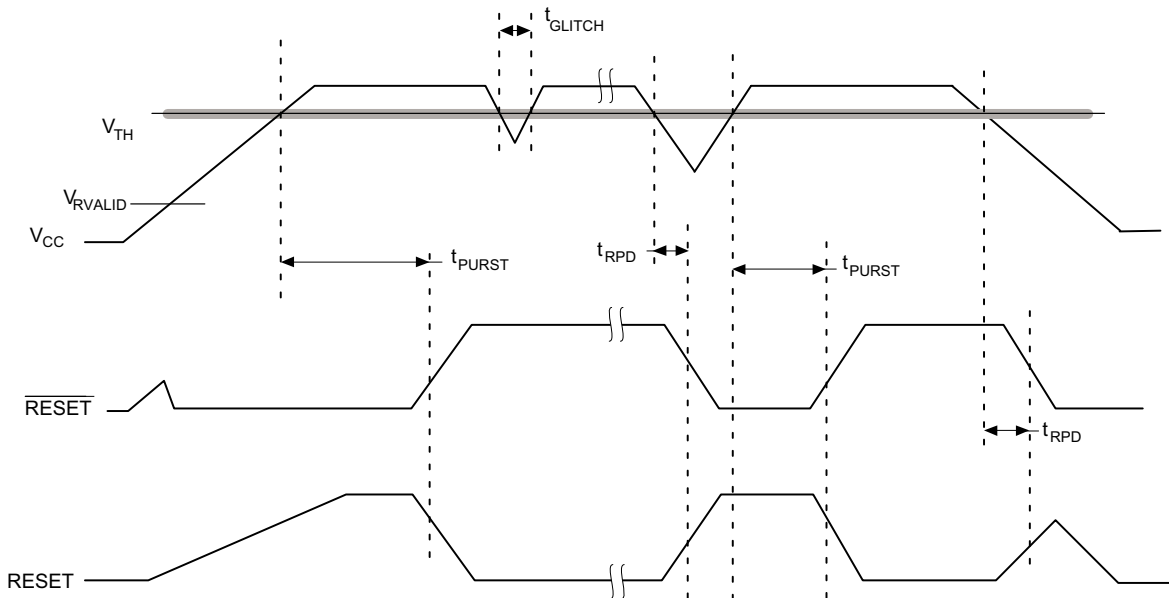 tGLITCH
VTH
VRVALID
VCC
tPURST
tRPD
tPURST
RESET
tRPD
RESET